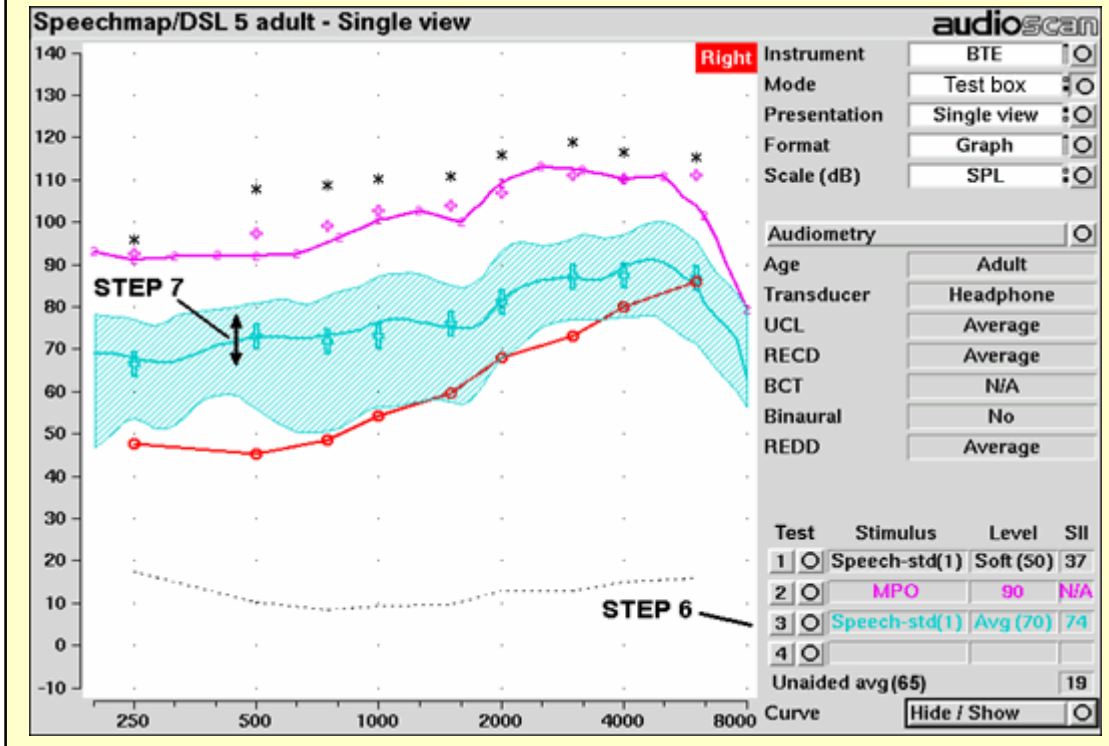 Speechmap/DSL 5 adult - Single view
audioscan
Right
140
130
120
110
100
90
80
70
60
50
40
30
20
10
0
-10
250 500 1000 2000 4000 8000
STEP 7
STEP 6
Instrument BTE
Mode Test box
Presentation Single view
Format Graph
Scale (dB) SPL
Audiometry
Age Adult
Transducer Headphone
UCL Average
RECD Average
BCT N/A
Binaural No
REDD Average
Test Stimulus Level SII
1 Speech-std(1) Soft (50) 37
2 MPO 90 N/A
3 Speech-std(1) Avg (70) 74
4
Unaided avg (65) 19
Curve Hide / Show